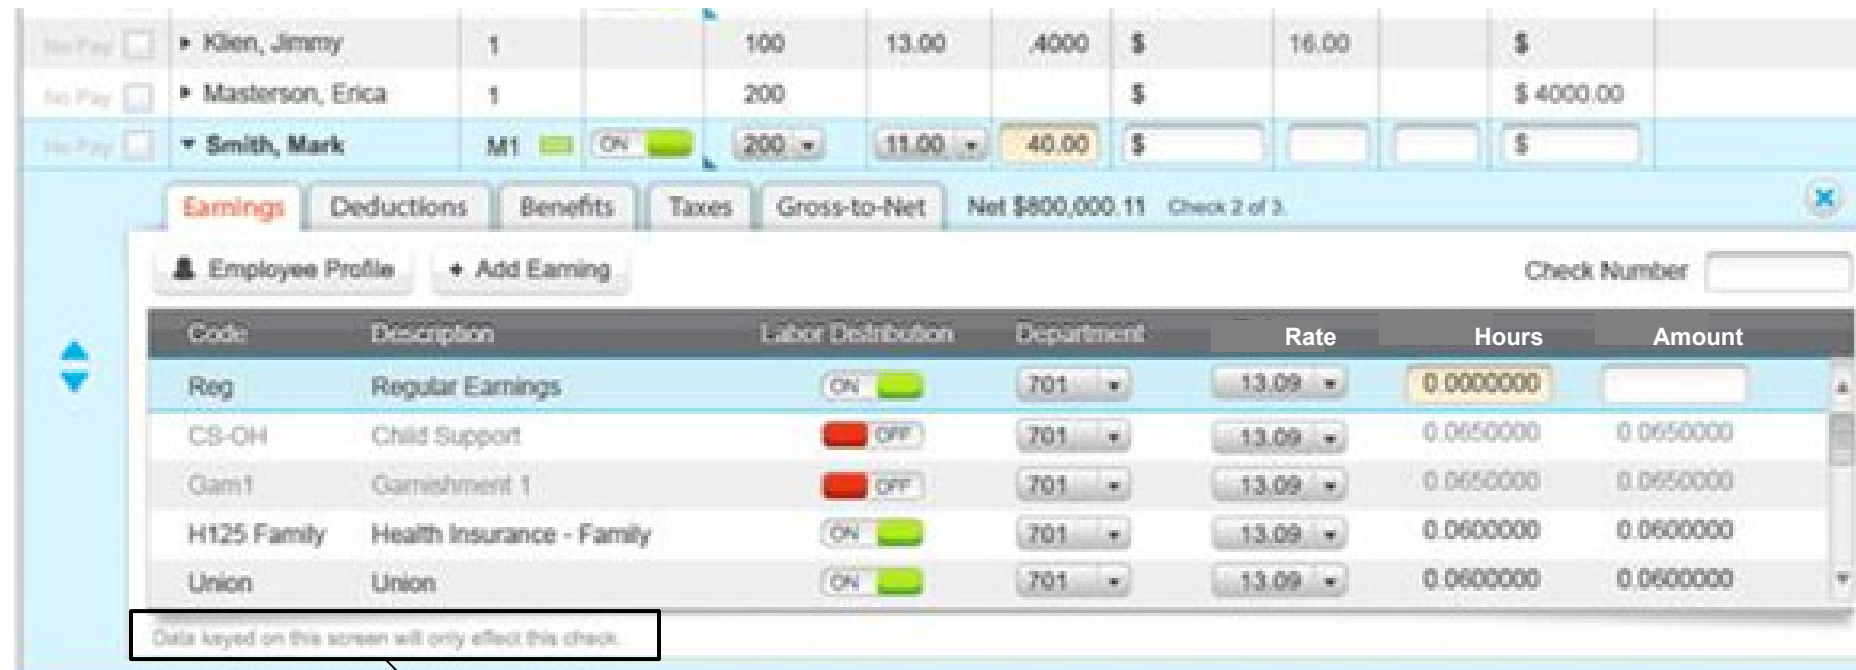 No Pay Klien, Jimmy 1 100 13.00 .4000 $ 16.00 $
No Pay Masterson, Erica 1 200 $ $ 4000.00
No Pay Smith, Mark M1 ON 200 11.00 40.00 $ $
Earnings Deductions Benefits Taxes Gross-to-Net Net $800,000.11 Check 2 of 3.
Employee Profile + Add Earning Check Number
Code Description Labor Distribution Department Rate Hours Amount
Reg Regular Earnings ON 701 13.09 0.0000000
CS-OH Child Support OFF 701 13.09 0.0650000 0.0650000
Garn1 Garnishment 1 OFF 701 13.09 0.0650000 0.0650000
H125 Family Health Insurance - Family ON 701 13.09 0.0600000 0.0600000
Union Union ON 701 13.09 0.0600000 0.0600000
Data keyed on this screen will only effect this check.